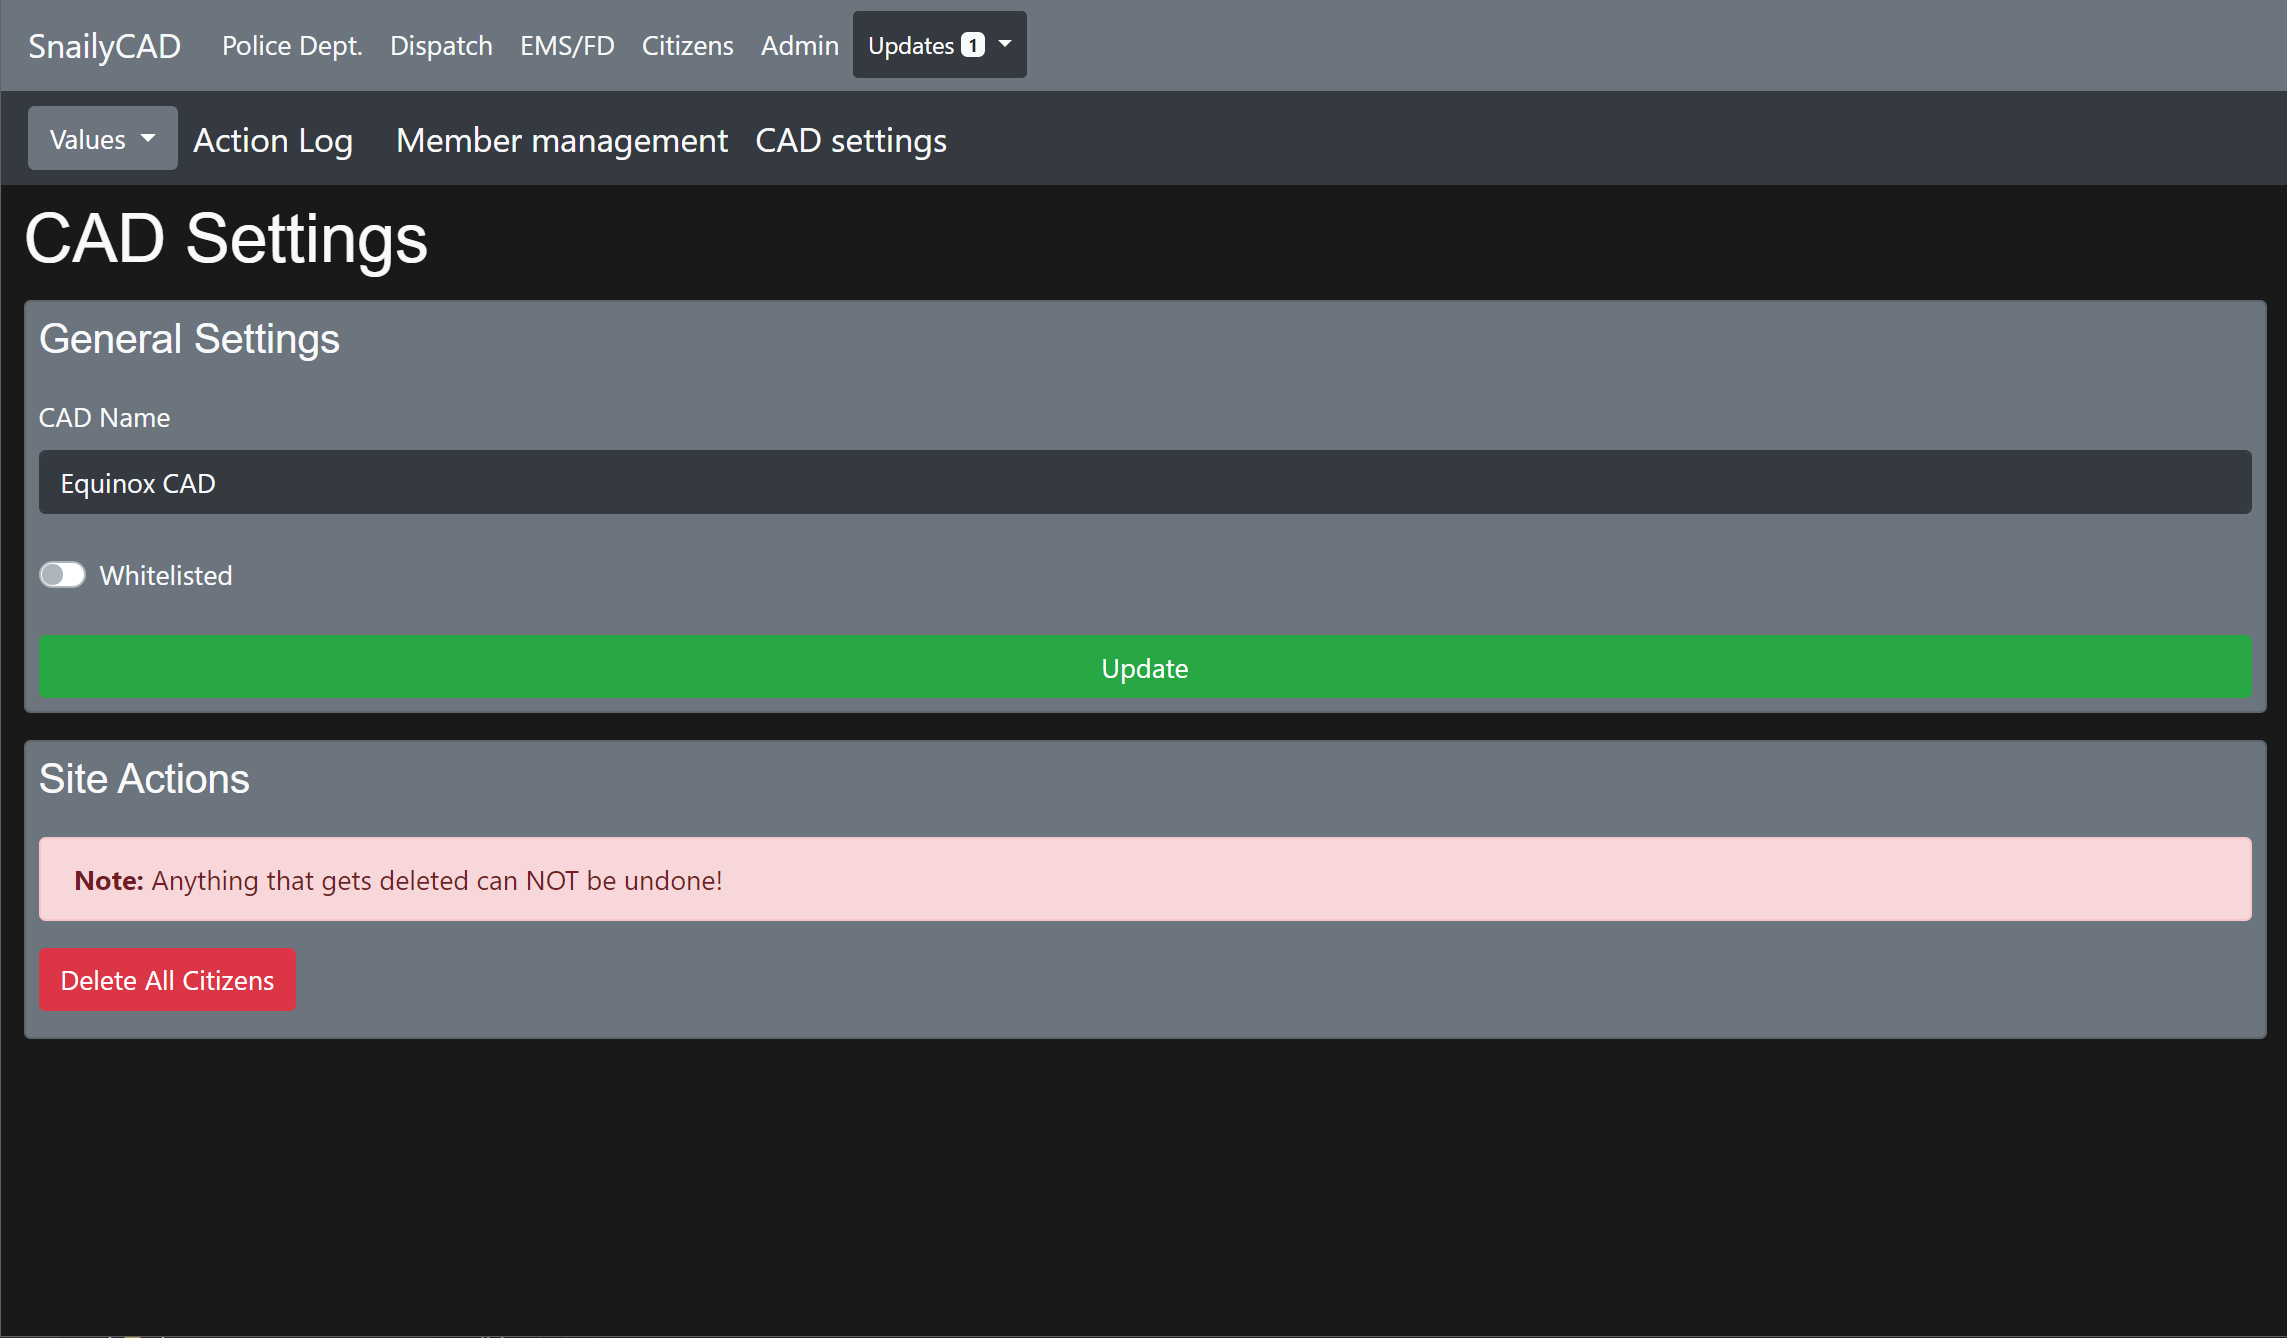 SnailyCAD Police Dept. Dispatch EMS/FD Citizens Admin Updates 1
Values Action Log Member management CAD settings
CAD Settings
General Settings
CAD Name
Equinox CAD
Whitelisted
Update
Site Actions
Note: Anything that gets deleted can NOT be undone!
Delete All Citizens